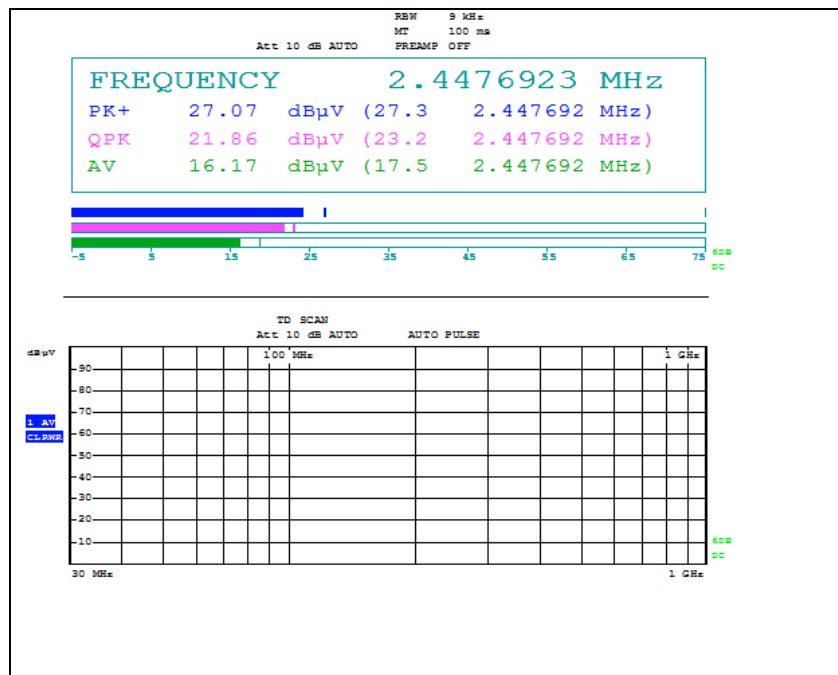 RBW 9 kHz
MT 100 ms
Att 10 dB AUTO PREAMP OFF
FREQUENCY 2.4476923 MHz
PK+ 27.07 dBµV (27.3 2.447692 MHz)
QPK 21.86 dBµV (23.2 2.447692 MHz)
AV 16.17 dBµV (17.5 2.447692 MHz)
-5 5 15 25 35 45 55 65 75
6DB
DC
TD SCAN
Att 10 dB AUTO AUTO PULSE
dBµV
100 MHz 1 GHz
90
80
70
1 AV
CLRWR
60
50
40
30
20
10
6DB
DC
30 MHz 1 GHz